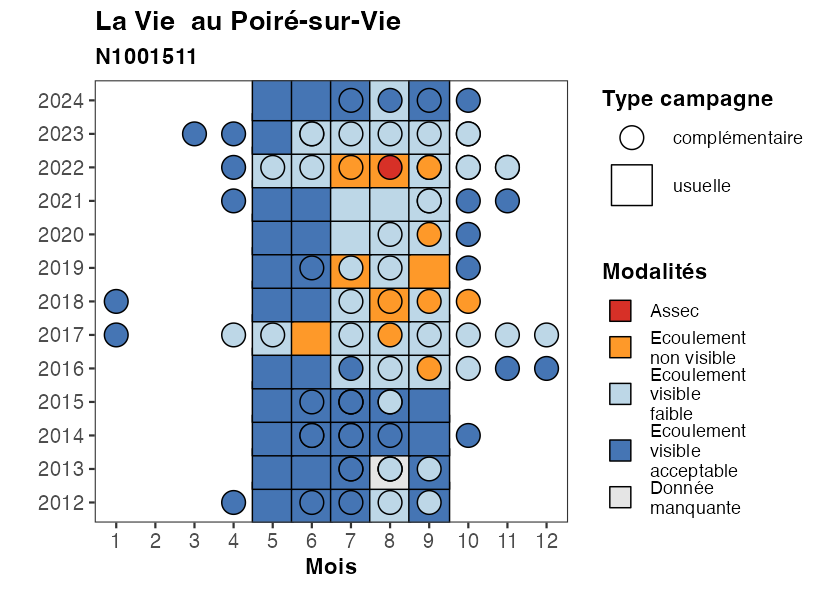 La Vie  au Poiré-sur-Vie
N1001511
2024
2023
2022
2021
2020
2019
2018
2017
2016
2015
2014
2013
2012
1 2 3 4 5 6 7 8 9 10 11 12
Mois
Type campagne
complémentaire
usuelle
Modalités
Assec
Ecoulement
non visible
Ecoulement
visible
faible
Ecoulement
visible
acceptable
Donnée
manquante